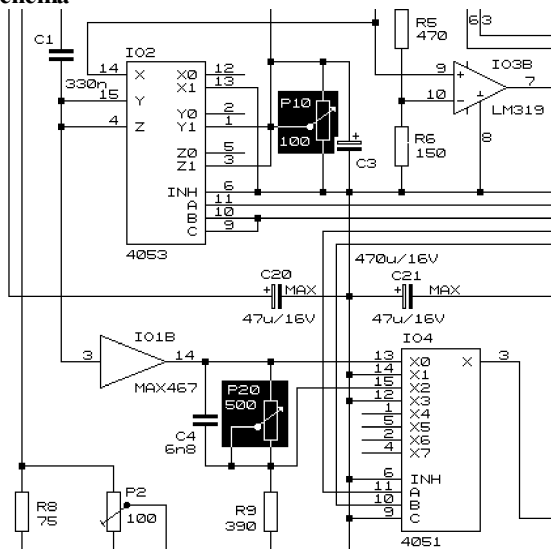 C1
330n
IO2
14 X X0 12
X1 13
15 Y
Y0 2
4 Z Y1 1
Z0 5
Z1 3
INH 6
A 11
B 10
C 9
4053
P10
100
C3
470u/16V
R5
470
R6
150
6 3
IO3B
9 +
10 -
7
LM319
8
C20
+ MAX
47u/16V
C21
+ MAX
47u/16V
IO1B
3 14
MAX467
P20
500
C4
6n8
IO4
13 X0 X 3
14 X1
15 X2
12 X3
1 X4
5 X5
2 X6
4 X7
6 INH
11 A
10 B
9 C
4051
R8
75
P2
100
R9
390